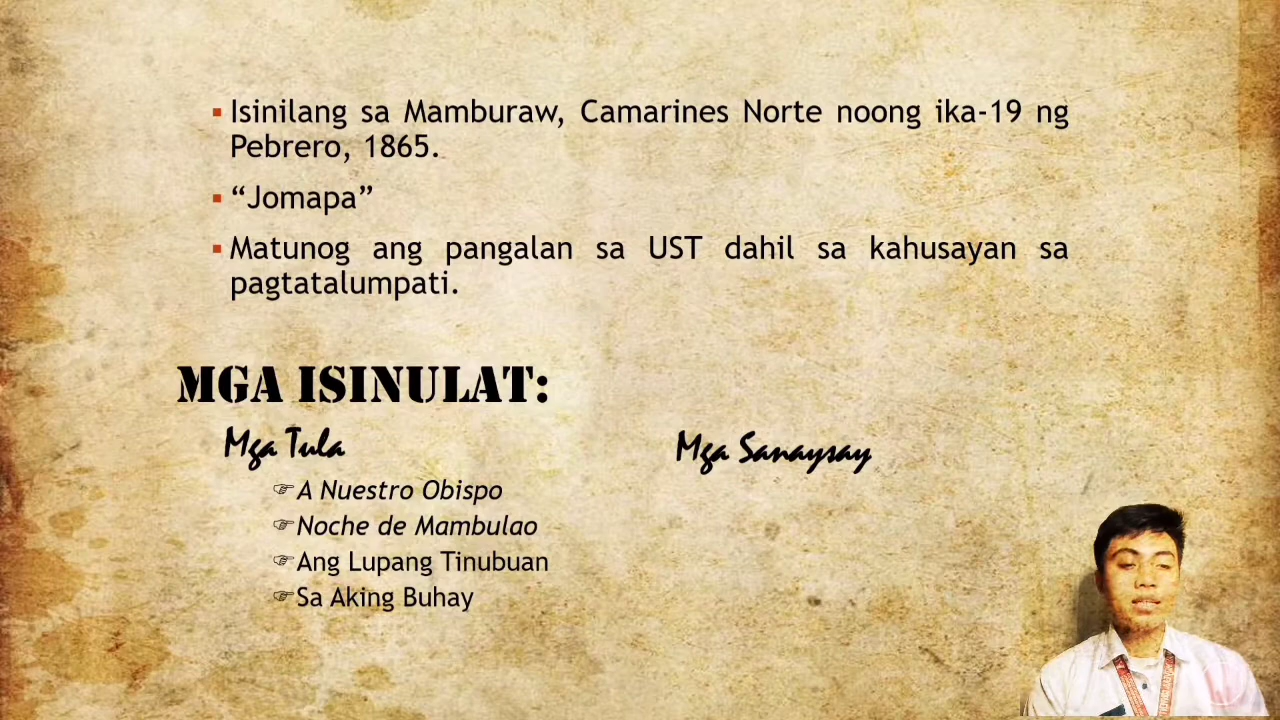 Isinilang sa Mamburaw, Camarines Norte noong ika-19 ng
Pebrero, 1865.
“Jomapa”
Matunog ang pangalan sa UST dahil sa kahusayan sa
pagtatalumpati.
MGA ISINULAT:
Mga Tula
A Nuestro Obispo
Noche de Mambulao
Ang Lupang Tinubuan
Sa Aking Buhay
Mga Sanaysay